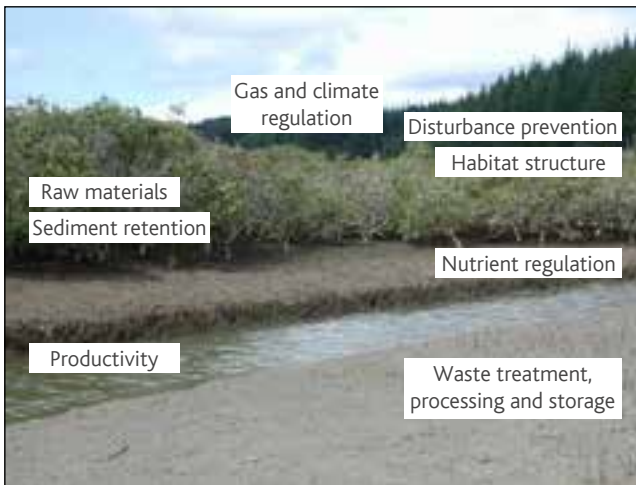 Gas and climate
regulation
Disturbance prevention
Habitat structure
Raw materials
Sediment retention
Nutrient regulation
Productivity
Waste treatment,
processing and storage